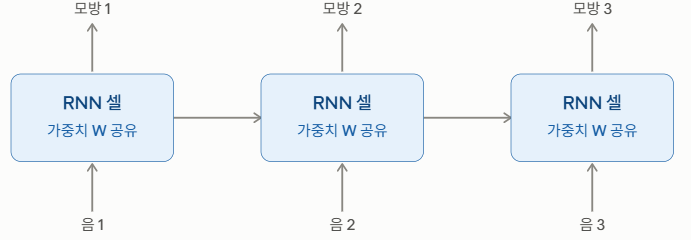 모방 1
모방 2
모방 3
RNN 셀
가중치 W 공유
RNN 셀
가중치 W 공유
RNN 셀
가중치 W 공유
음 1
음 2
음 3